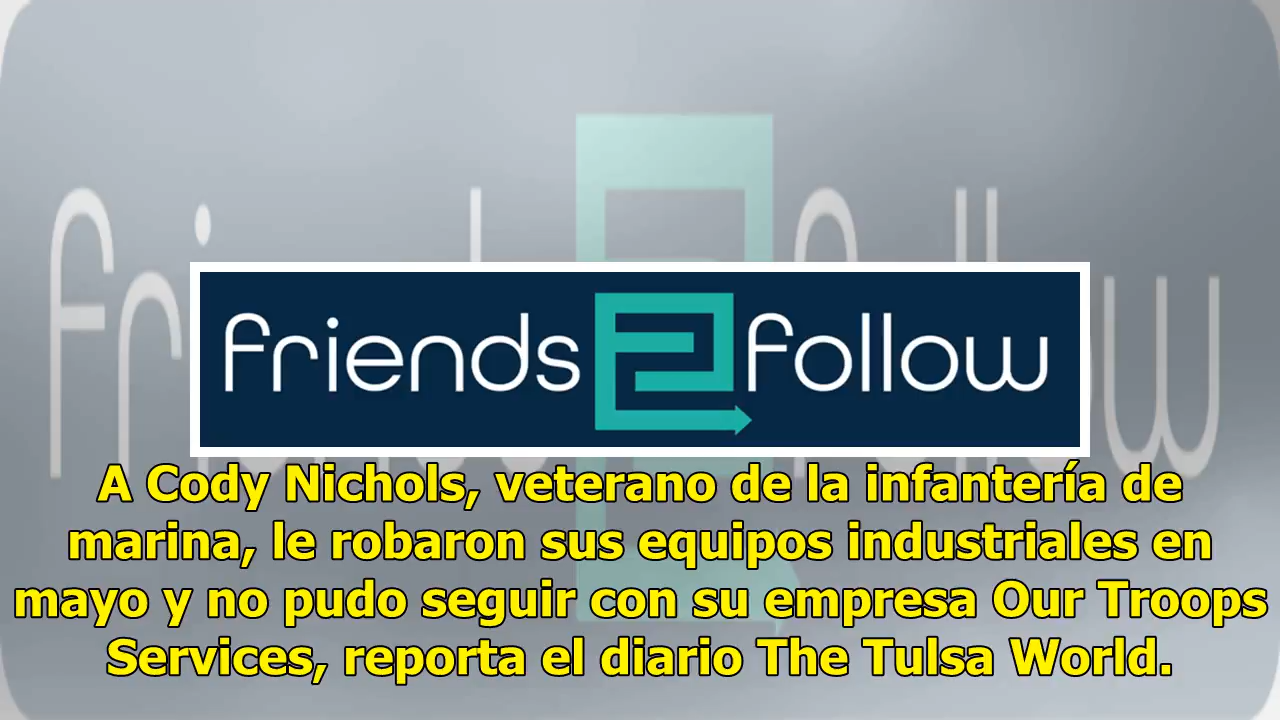 friends2follow
A Cody Nichols, veterano de la infantería de
marina, le robaron sus equipos industriales en
mayo y no pudo seguir con su empresa Our Troops
Services, reporta el diario The Tulsa World.